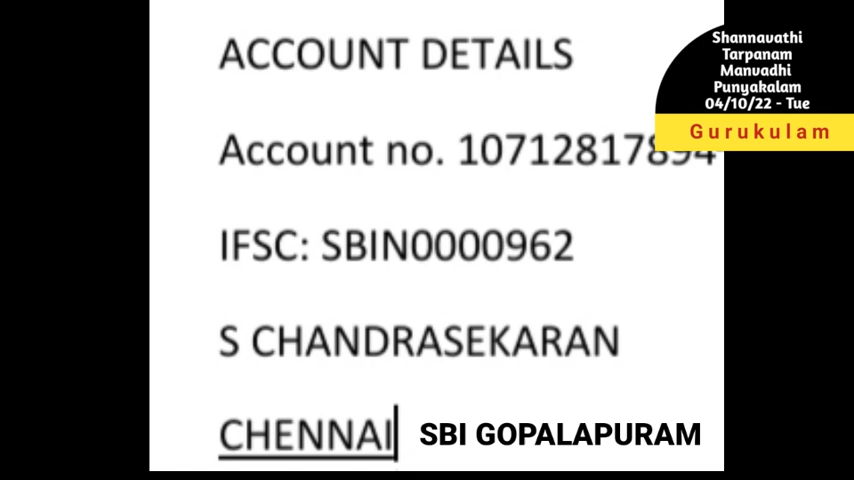 ACCOUNT DETAILS
Account no. 10712817894
IFSC: SBIN0000962
S CHANDRASEKARAN
CHENNAI SBI GOPALAPURAM
Shannavathi
Tarpanam
Manvadhi
Punyakalam
04/10/22 - Tue
Gurukulam